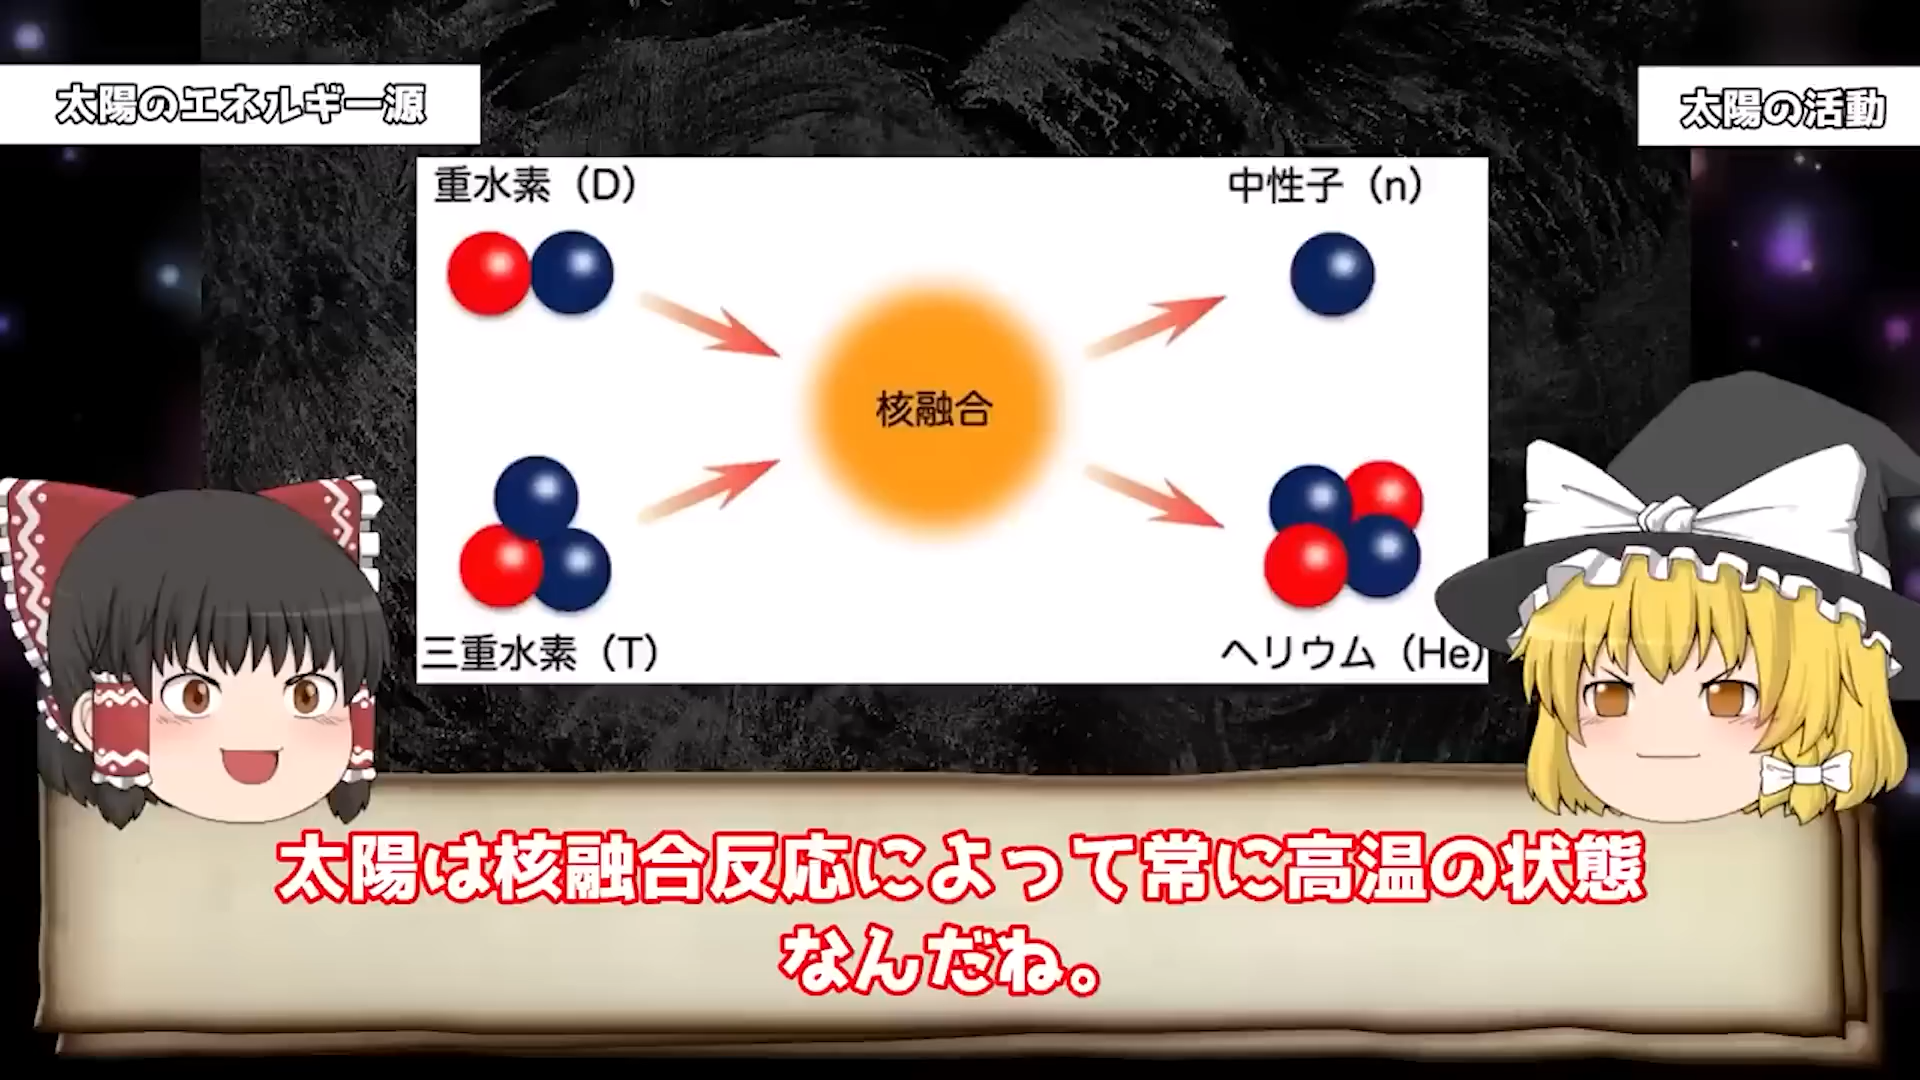 太陽のエネルギー源
太陽の活動
重水素（D）
中性子（n）
核融合
三重水素（T）
ヘリウム（He）
太陽は核融合反応によって常に高温の状態
なんだね。